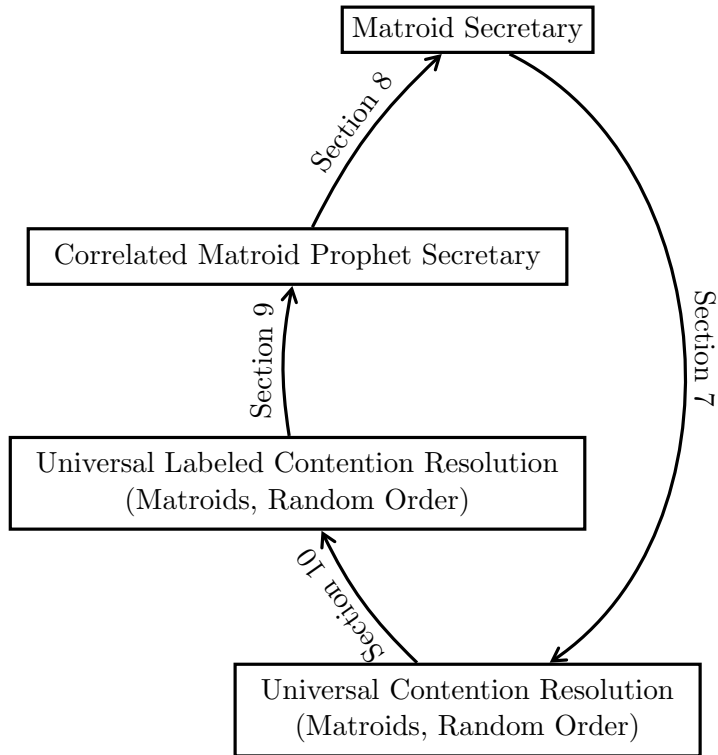 Matroid Secretary
Section 8
Correlated Matroid Prophet Secretary
Section 9
Section 7
Universal Labeled Contention Resolution
(Matroids, Random Order)
Section 10
Universal Contention Resolution
(Matroids, Random Order)